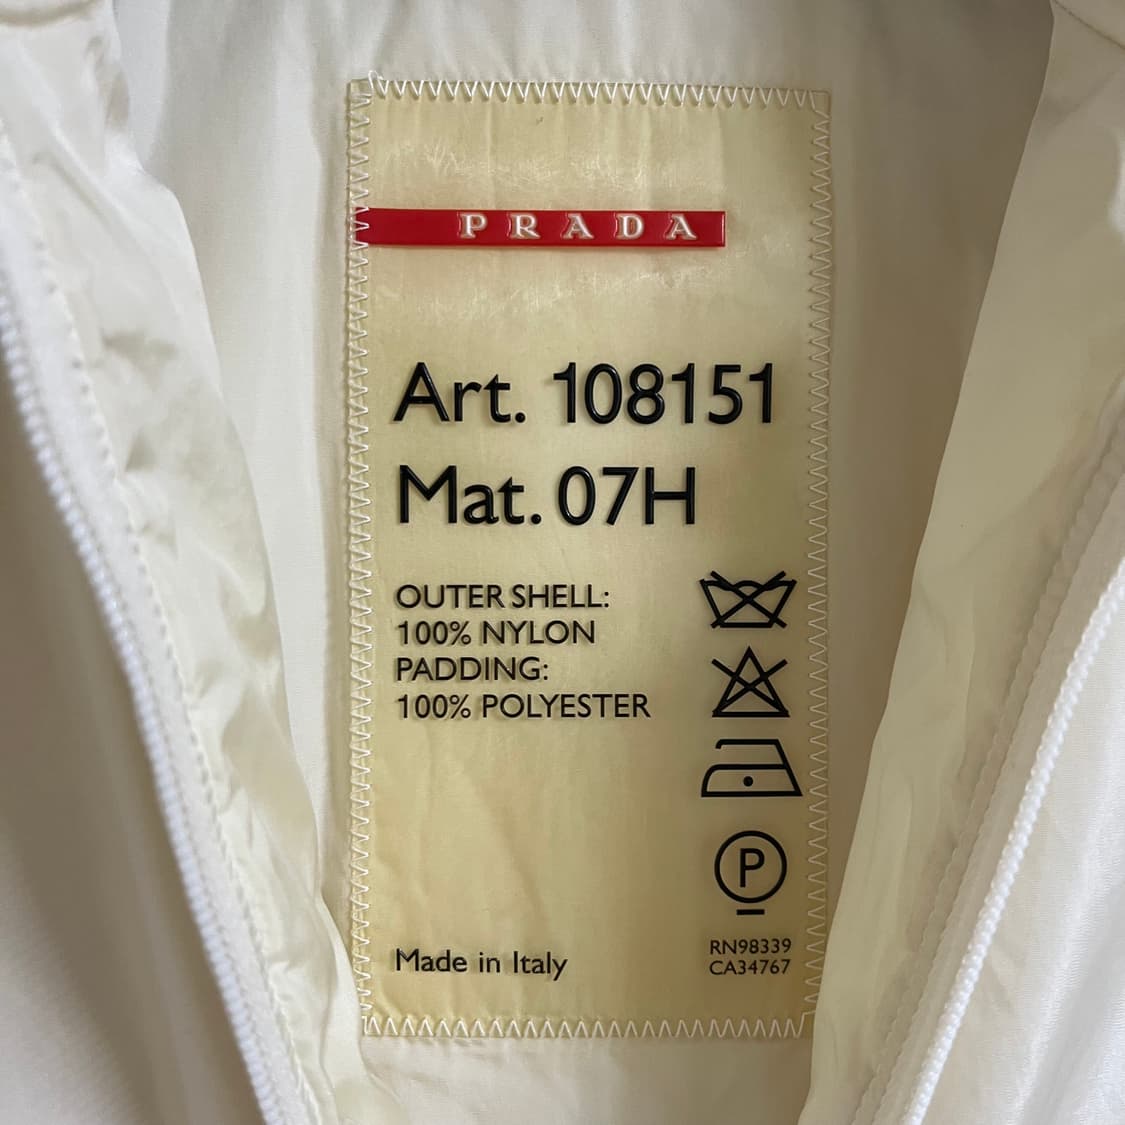 PRADA
Art. 108151
Mat. 07H
OUTER SHELL:
100% NYLON
PADDING:
100% POLYESTER
P
Made in Italy
RN98339
CA34767